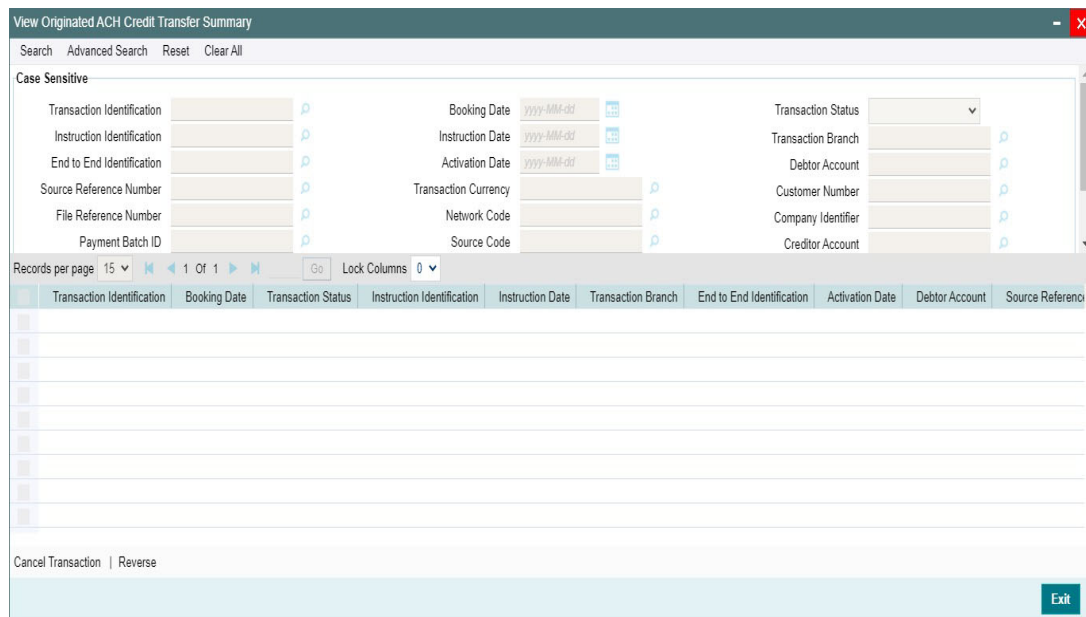 View Originated ACH Credit Transfer Summary - X
Search Advanced Search Reset Clear All
Case Sensitive
Transaction Identification Booking Date yyyy-MM-dd Transaction Status
Instruction Identification Instruction Date yyyy-MM-dd Transaction Branch
End to End Identification Activation Date yyyy-MM-dd Debtor Account
Source Reference Number Transaction Currency Customer Number
File Reference Number Network Code Company Identifier
Payment Batch ID Source Code Creditor Account
Records per page 15 1 Of 1 Go Lock Columns 0
Transaction Identification Booking Date Transaction Status Instruction Identification Instruction Date Transaction Branch End to End Identification Activation Date Debtor Account Source Referenc
Cancel Transaction | Reverse
Exit